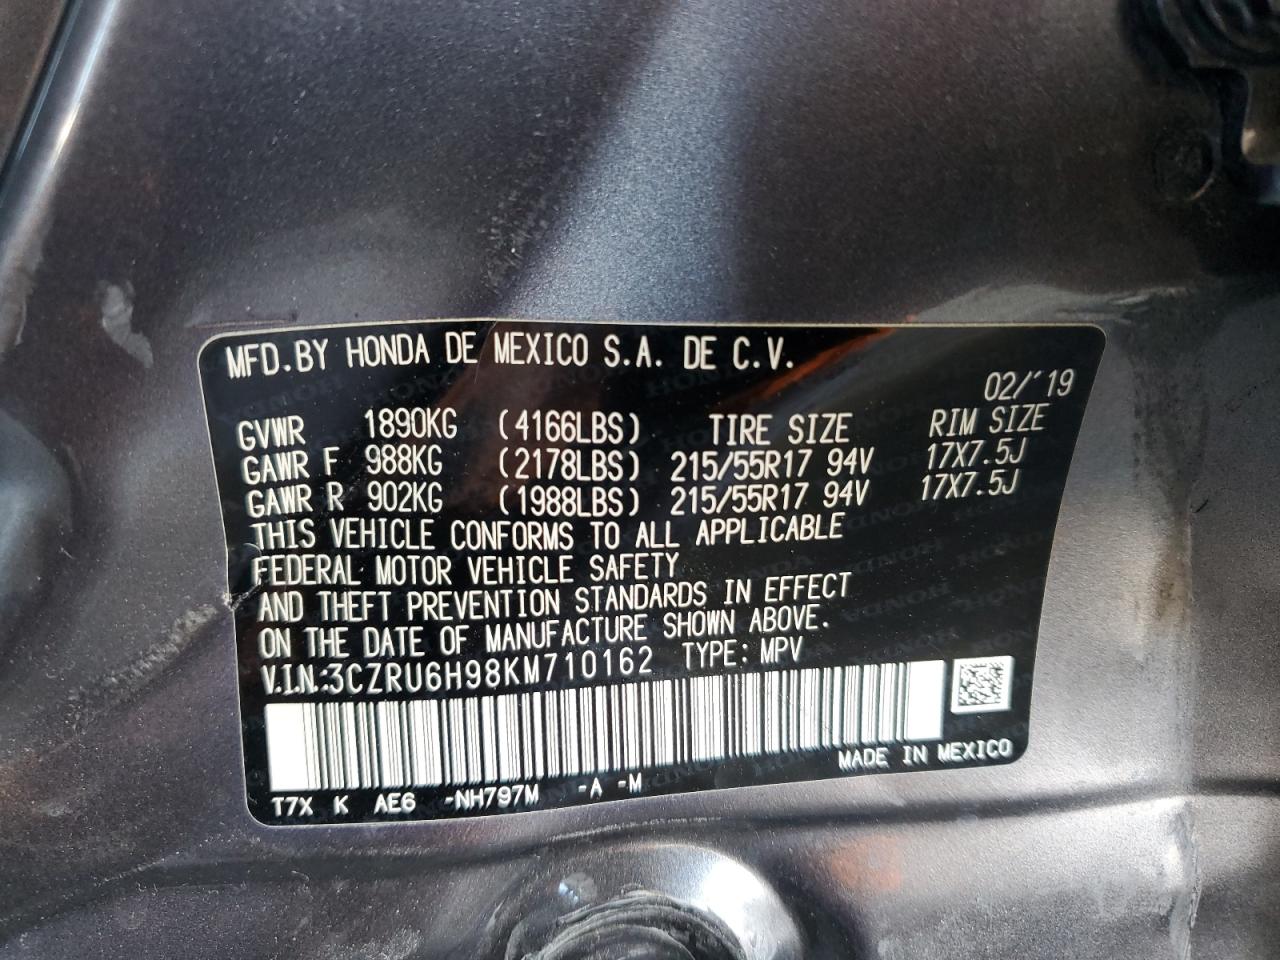 MFD.BY HONDA DE MEXICO S.A. DE C.V.
02/'19
GVWR 1890KG (4166LBS) TIRE SIZE RIM SIZE
GAWR F 988KG (2178LBS) 215/55R17 94V 17X7.5J
GAWR R 902KG (1988LBS) 215/55R17 94V 17X7.5J
THIS VEHICLE CONFORMS TO ALL APPLICABLE
FEDERAL MOTOR VEHICLE SAFETY
AND THEFT PREVENTION STANDARDS IN EFFECT
ON THE DATE OF MANUFACTURE SHOWN ABOVE.
V.I.N.:3CZRU6H98KM710162 TYPE: MPV
MADE IN MEXICO
T7X K AE6 -NH797M -A -M